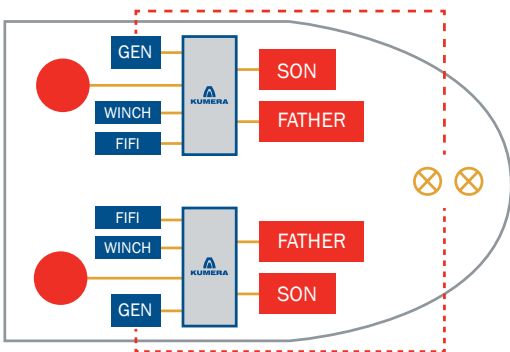 GEN
SON
KUMERA
WINCH
FATHER
FIFI
FIFI
WINCH
FATHER
KUMERA
SON
GEN